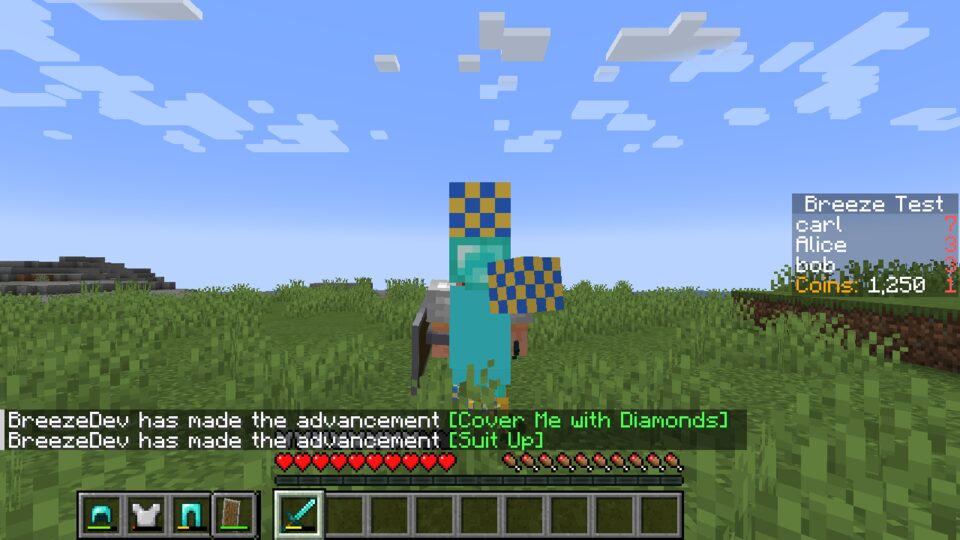 Breeze Test
carl 7
Alice 3
bob
Coins: 1,250 1
BreezeDev has made the advancement [Cover Me with Diamonds]
BreezeDev has made the advancement [Suit Up]